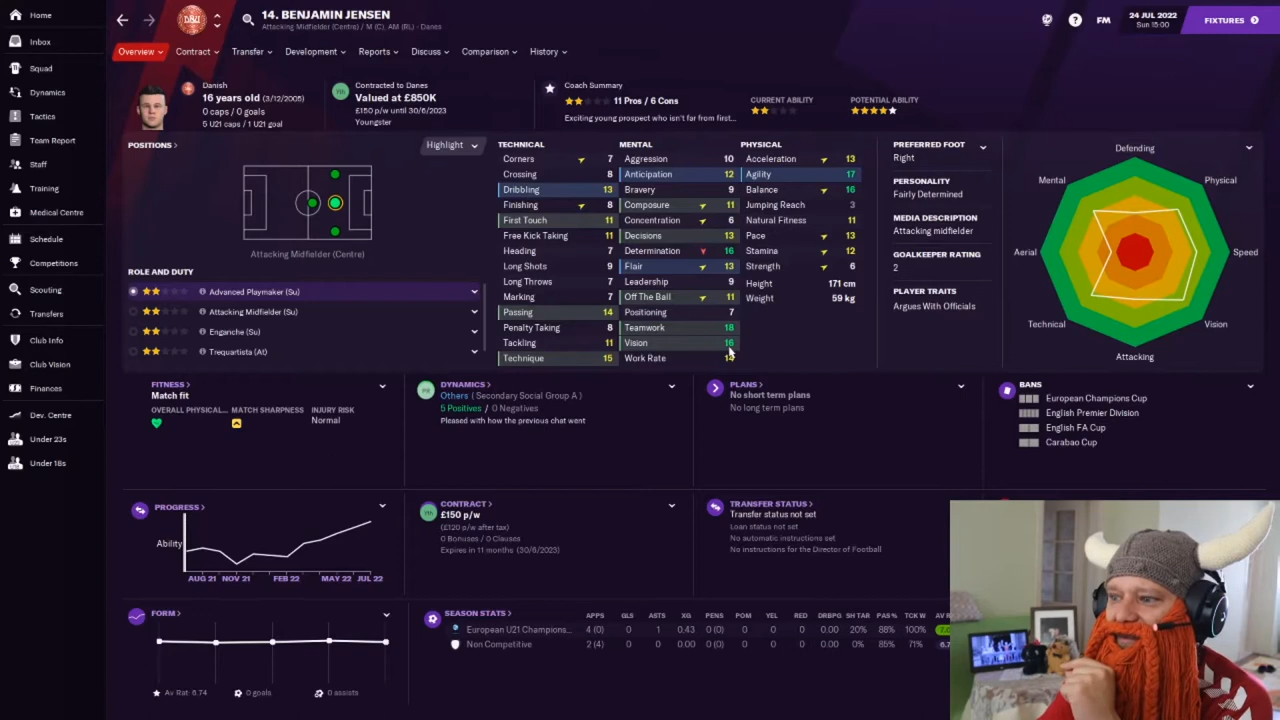 Home
Inbox
Squad
Dynamics
Tactics
Team Report
Staff
Training
Medical Centre
Schedule
Competitions
Scouting
Transfers
Club Info
Club Vision
Finances
Dev. Centre
Under 23s
Under 18s
DBU
14. BENJAMIN JENSEN
Attacking Midfielder (Centre) / M (C), AM (RL) - Danes
? FM
24 JUL 2022
Sun 15:00
FIXTURES
Overview Contract Transfer Development Reports Discuss Comparison History
Danish
16 years old (3/12/2005)
0 caps / 0 goals
5 U21 caps / 1 U21 goal
Contracted to Danes
Valued at £850K
£150 p/w until 30/6/2023
Youngster
Coach Summary
11 Pros / 6 Cons
Exciting young prospect who isn't far from first...
CURRENT ABILITY
POTENTIAL ABILITY
POSITIONS
Highlight
Attacking Midfielder (Centre)
ROLE AND DUTY
Advanced Playmaker (Su)
Attacking Midfielder (Su)
Enganche (Su)
Trequartista (At)
TECHNICAL
Corners 7
Crossing 8
Dribbling 13
Finishing 8
First Touch 11
Free Kick Taking 11
Heading 7
Long Shots 9
Long Throws 7
Marking 7
Passing 14
Penalty Taking 8
Tackling 11
Technique 15
MENTAL
Aggression 10
Anticipation 12
Bravery 9
Composure 11
Concentration 6
Decisions 13
Determination 16
Flair 13
Leadership 9
Off The Ball 11
Positioning 7
Teamwork 18
Vision 16
Work Rate
PHYSICAL
Acceleration 13
Agility 17
Balance 16
Jumping Reach 3
Natural Fitness 11
Pace 13
Stamina 12
Strength 6
Height 171 cm
Weight 59 kg
PREFERRED FOOT
Right
PERSONALITY
Fairly Determined
MEDIA DESCRIPTION
Attacking midfielder
GOALKEEPER RATING
2
PLAYER TRAITS
Argues With Officials
Defending
Physical
Speed
Vision
Attacking
Technical
Aerial
Mental
FITNESS
Match fit
OVERALL PHYSICAL... MATCH SHARPNESS INJURY RISK
Normal
DYNAMICS
Others ( Secondary Social Group A )
5 Positives / 0 Negatives
Pleased with how the previous chat went
PLANS
No short term plans
No long term plans
BANS
European Champions Cup
English Premier Division
English FA Cup
Carabao Cup
PROGRESS
Ability
AUG 21 NOV 21 FEB 22 MAY 22 JUL 22
CONTRACT
£150 p/w
(£120 p/w after tax)
0 Bonuses / 0 Clauses
Expires in 11 months (30/6/2023)
TRANSFER STATUS
Transfer status not set
Loan status not set
No automatic instructions set
No instructions for the Director of Football
FORM
Av Rat: 6.74 0 goals 0 assists
SEASON STATS APPS GLS ASTS XG PENS POM YEL RED DRBPG SH TAR PAS% TCK W
European U21 Champions... 4 (0) 0 1 0.43 0 (0) 0 0 0 0.00 20% 88% 100%
Non Competitive 2 (4) 0 0 0.00 0 (0) 0 0 0 0.00 0% 85% 71%